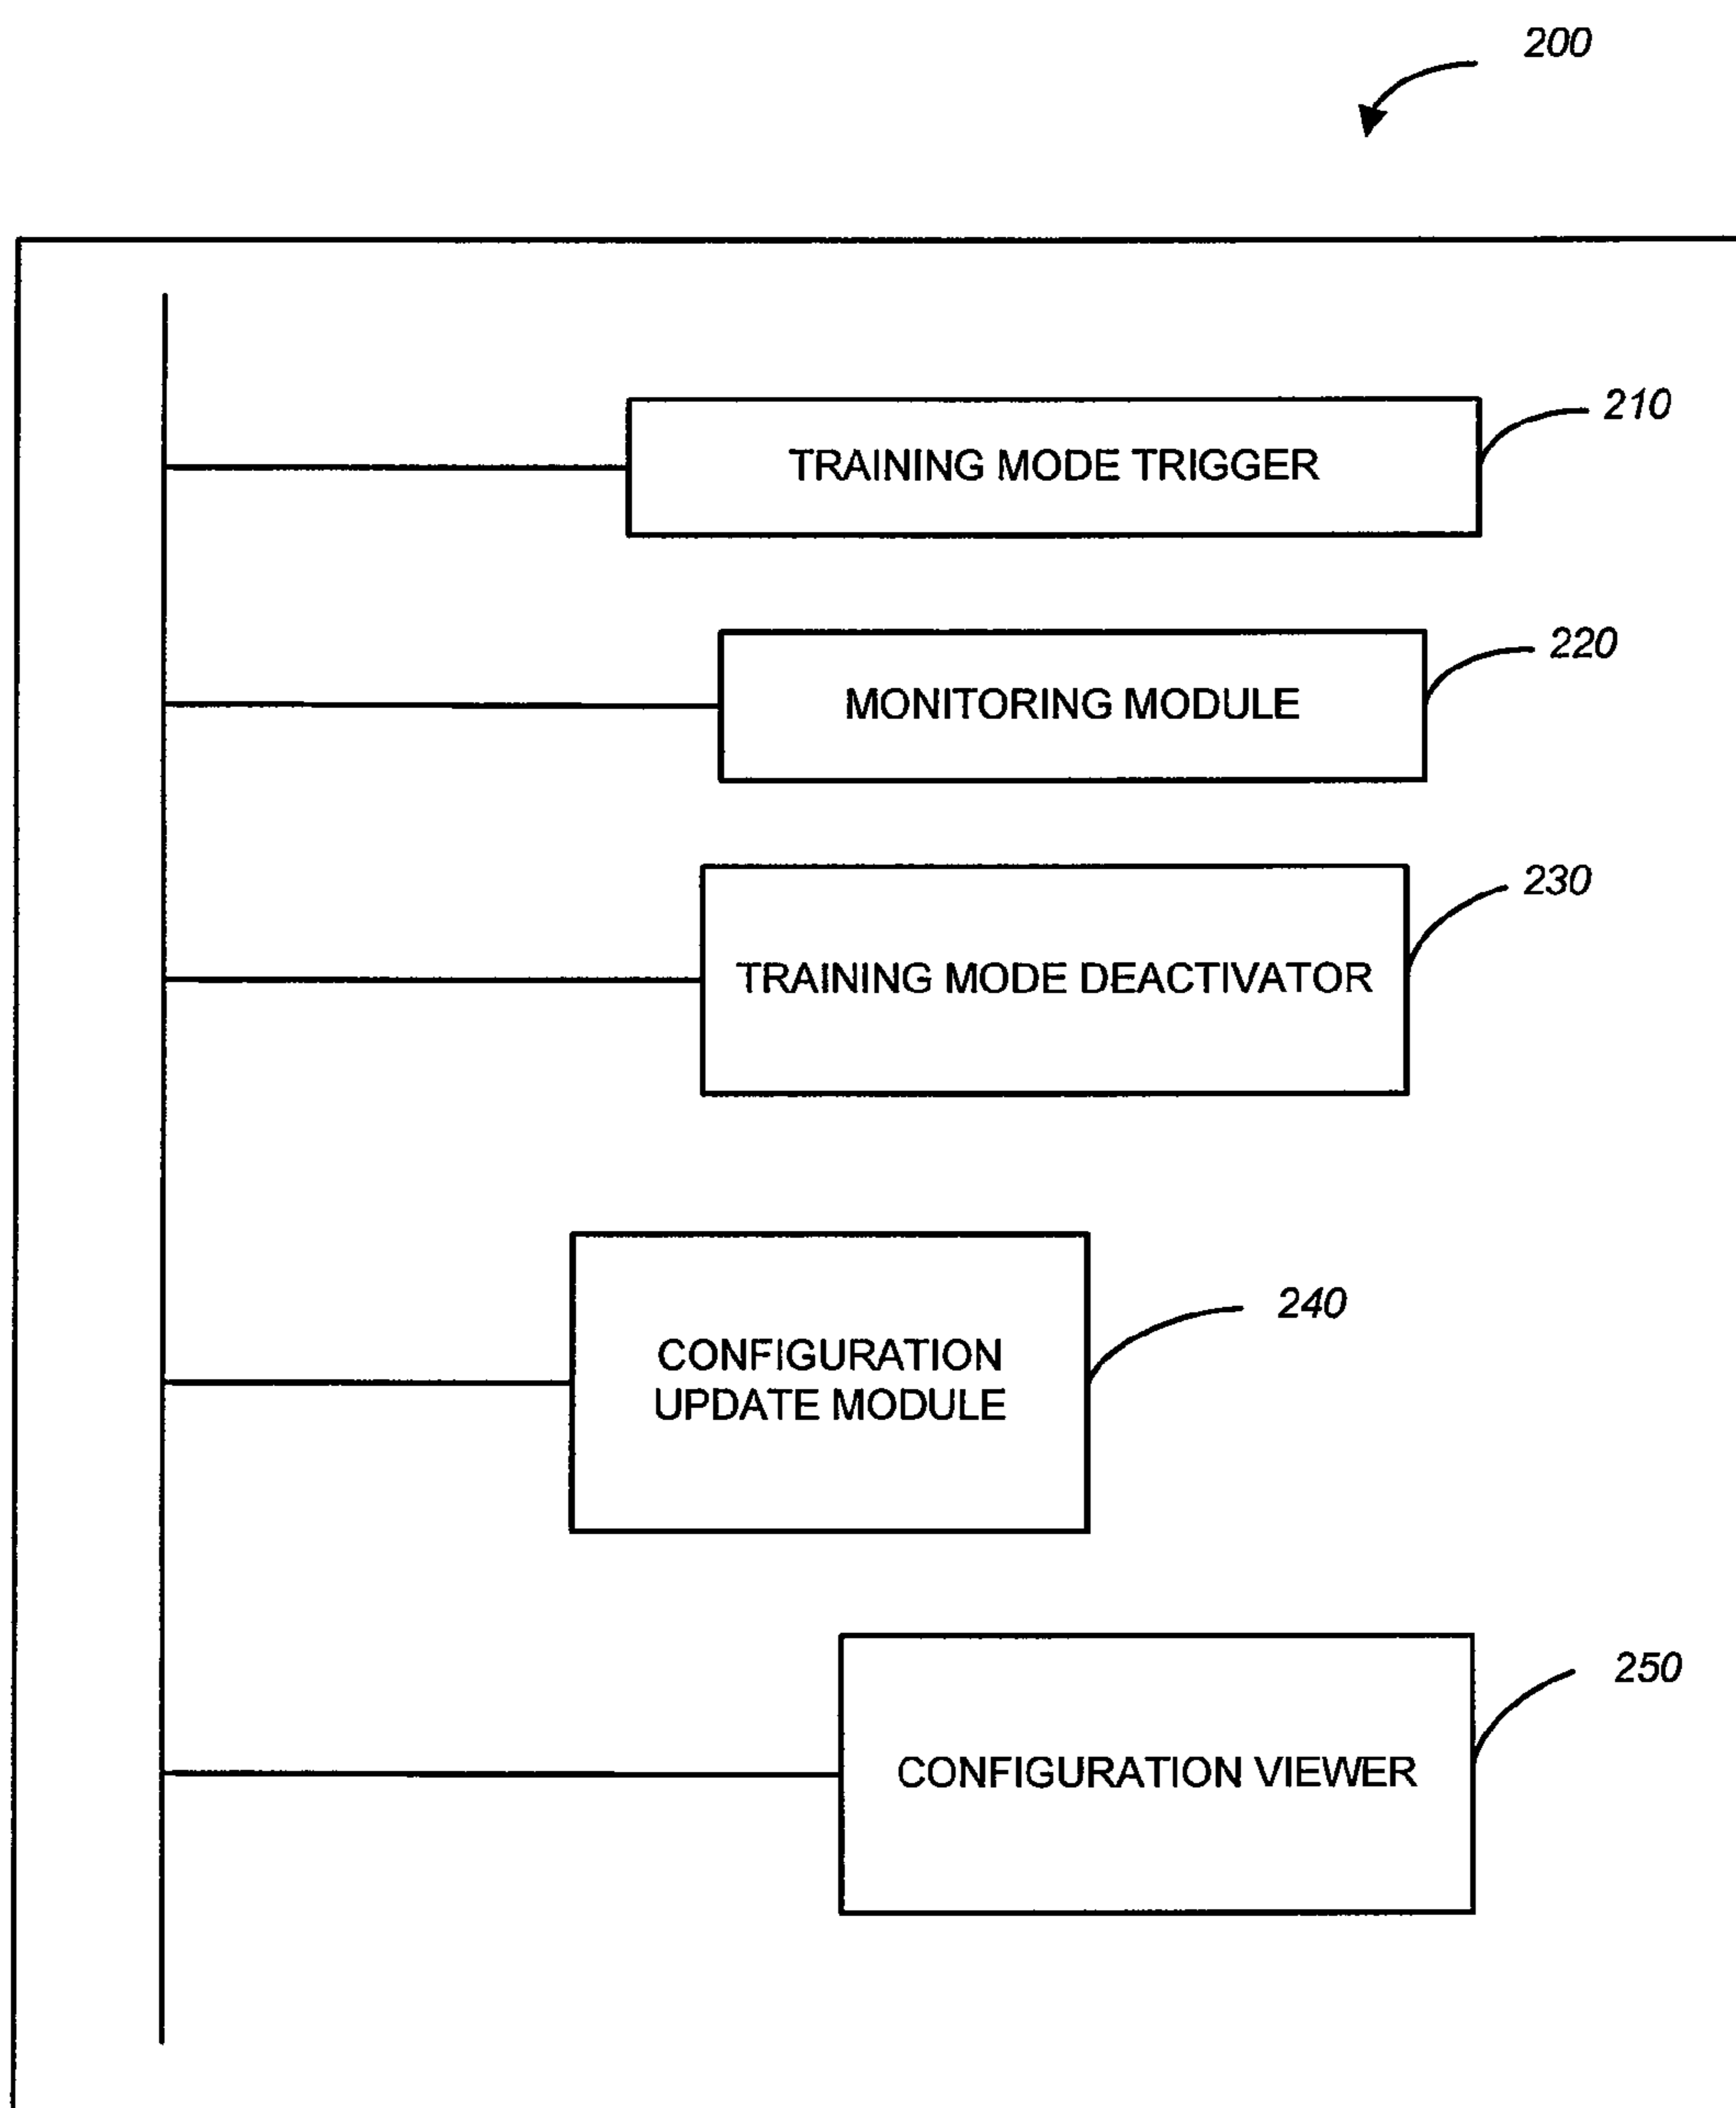 200
TRAINING MODE TRIGGER
210
MONITORING MODULE
220
TRAINING MODE DEACTIVATOR
230
CONFIGURATION
UPDATE MODULE
240
CONFIGURATION VIEWER
250